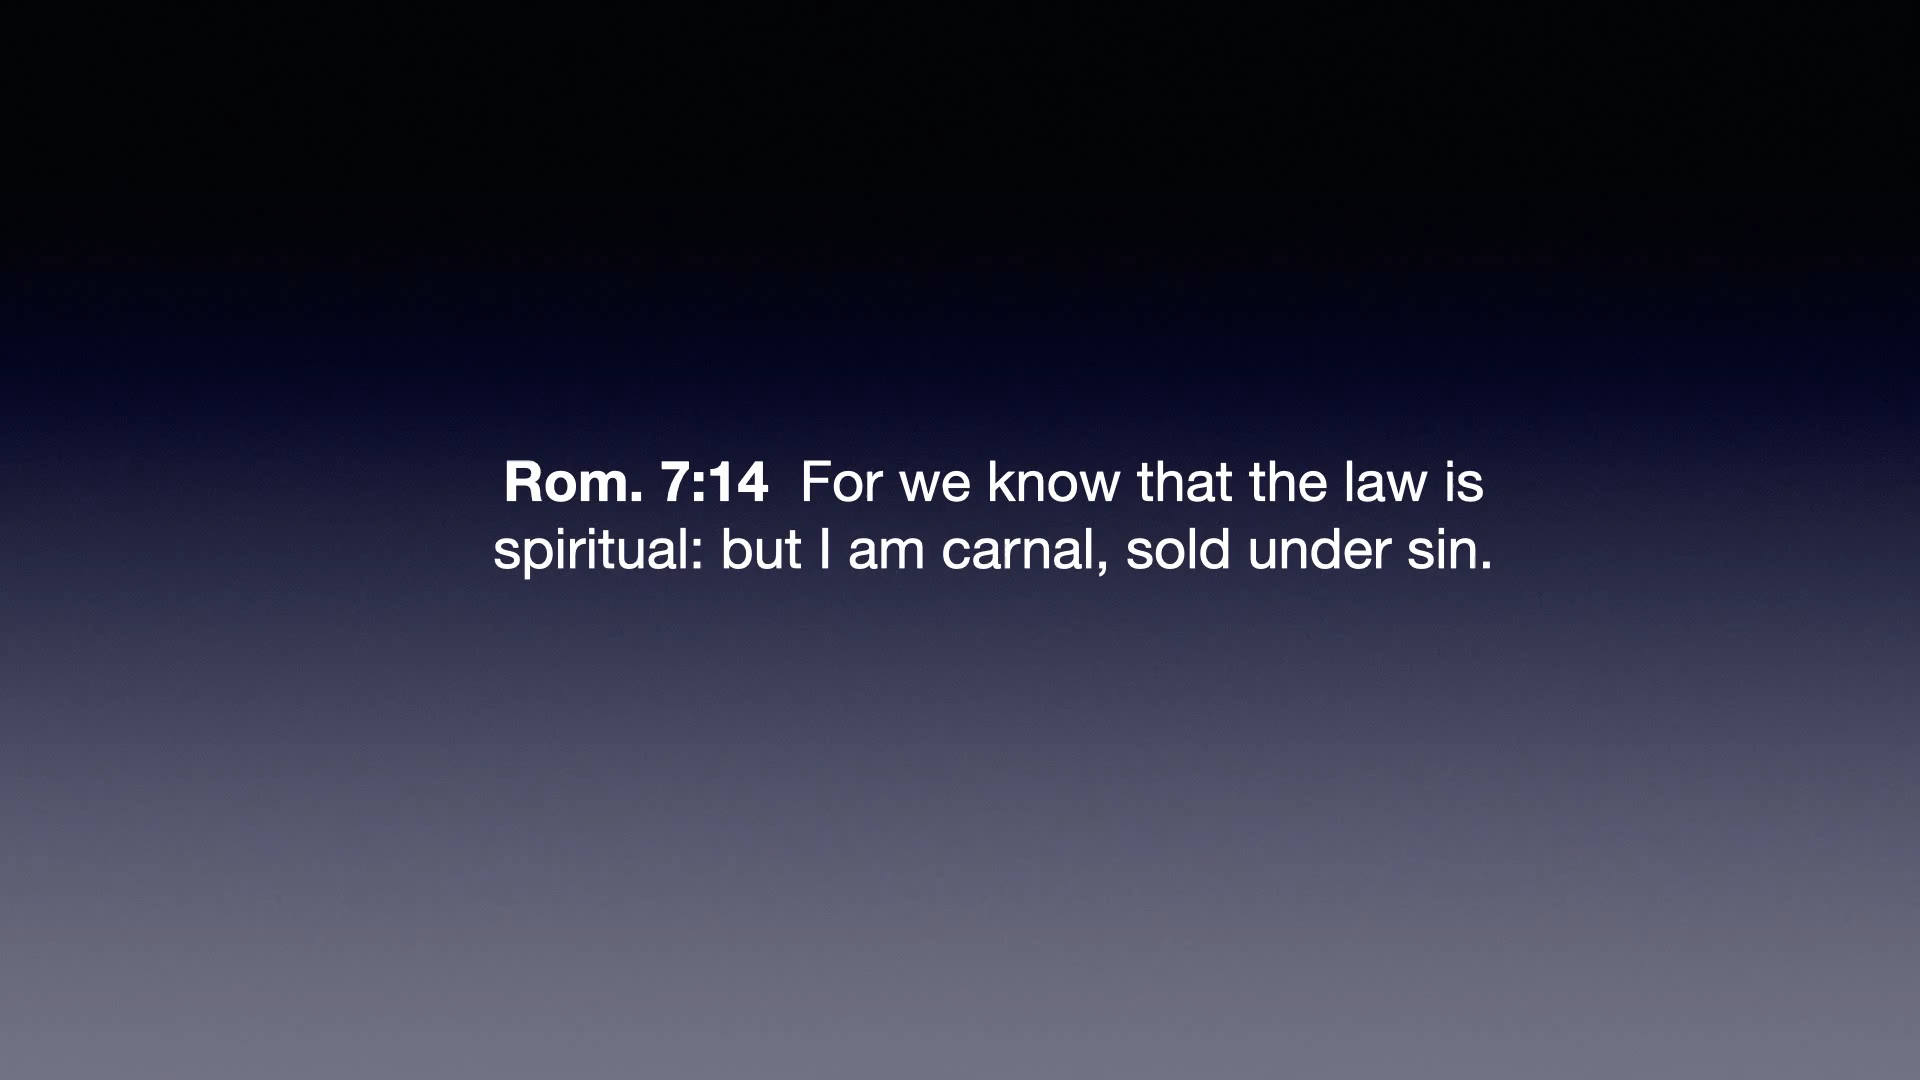 Rom. 7:14  For we know that the law is
spiritual: but I am carnal, sold under sin.